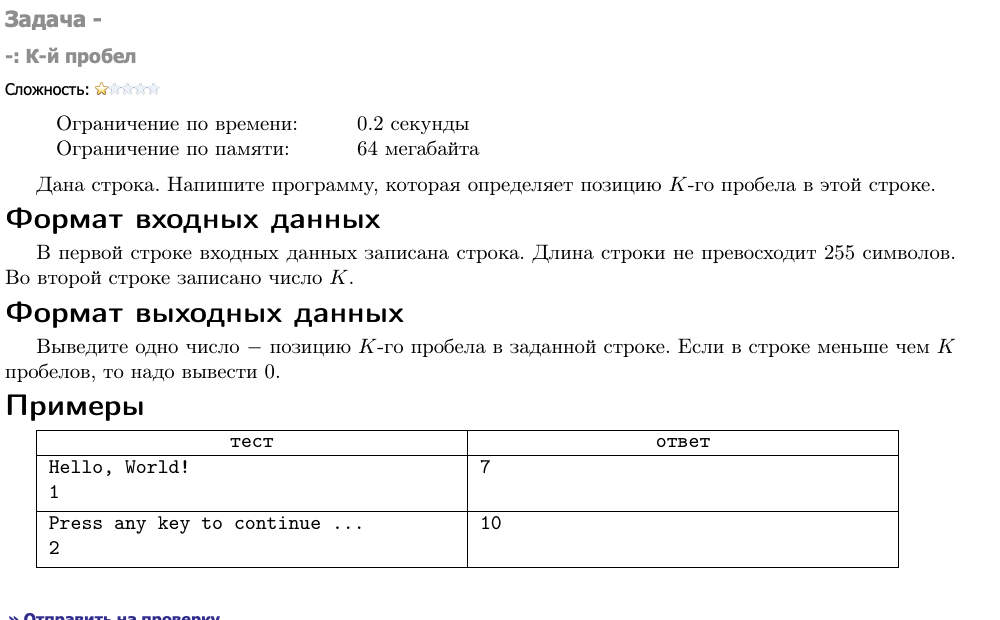 Задача -
-: К-й пробел
Сложность:
Ограничение по времени: 0.2 секунды
Ограничение по памяти: 64 мегабайта
Дана строка. Напишите программу, которая определяет позицию K-го пробела в этой строке.
Формат входных данных
В первой строке входных данных записана строка. Длина строки не превосходит 255 символов.
Во второй строке записано число K.
Формат выходных данных
Выведите одно число − позицию K-го пробела в заданной строке. Если в строке меньше чем K
пробелов, то надо вывести 0.
Примеры
тест ответ
Hello, World! 7
1
Press any key to continue ... 10
2
» Отправить на проверку